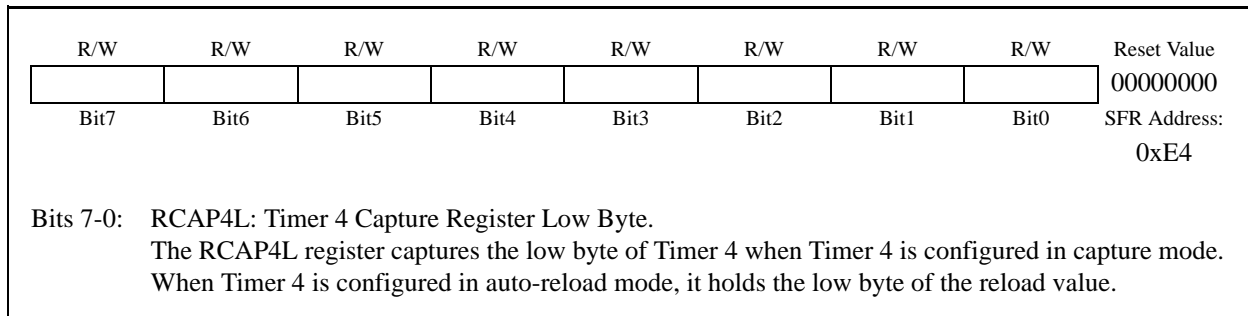 R/W R/W R/W R/W R/W R/W R/W R/W Reset Value
00000000
Bit7 Bit6 Bit5 Bit4 Bit3 Bit2 Bit1 Bit0 SFR Address:
0xE4
Bits 7-0: RCAP4L: Timer 4 Capture Register Low Byte.
The RCAP4L register captures the low byte of Timer 4 when Timer 4 is configured in capture mode.
When Timer 4 is configured in auto-reload mode, it holds the low byte of the reload value.